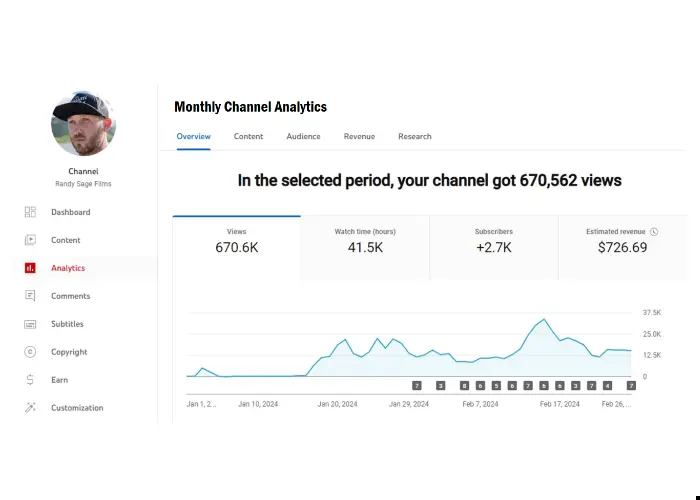 Monthly Channel Analytics
Overview Content Audience Revenue Research
In the selected period, your channel got 670,562 views
Channel
Randy Sage Films
Dashboard
Content
Analytics
Comments
Subtitles
Copyright
Earn
Customization
Views
670.6K
Watch time (hours)
41.5K
Subscribers
+2.7K
Estimated revenue
$726.69
37.5K
25.0K
12.5K
0
7 3 8 6 5 6 7 6 6 3 7 4 7
Jan 1, 2... Jan 10, 2024 Jan 20, 2024 Jan 29, 2024 Feb 7, 2024 Feb 17, 2024 Feb 26, ...